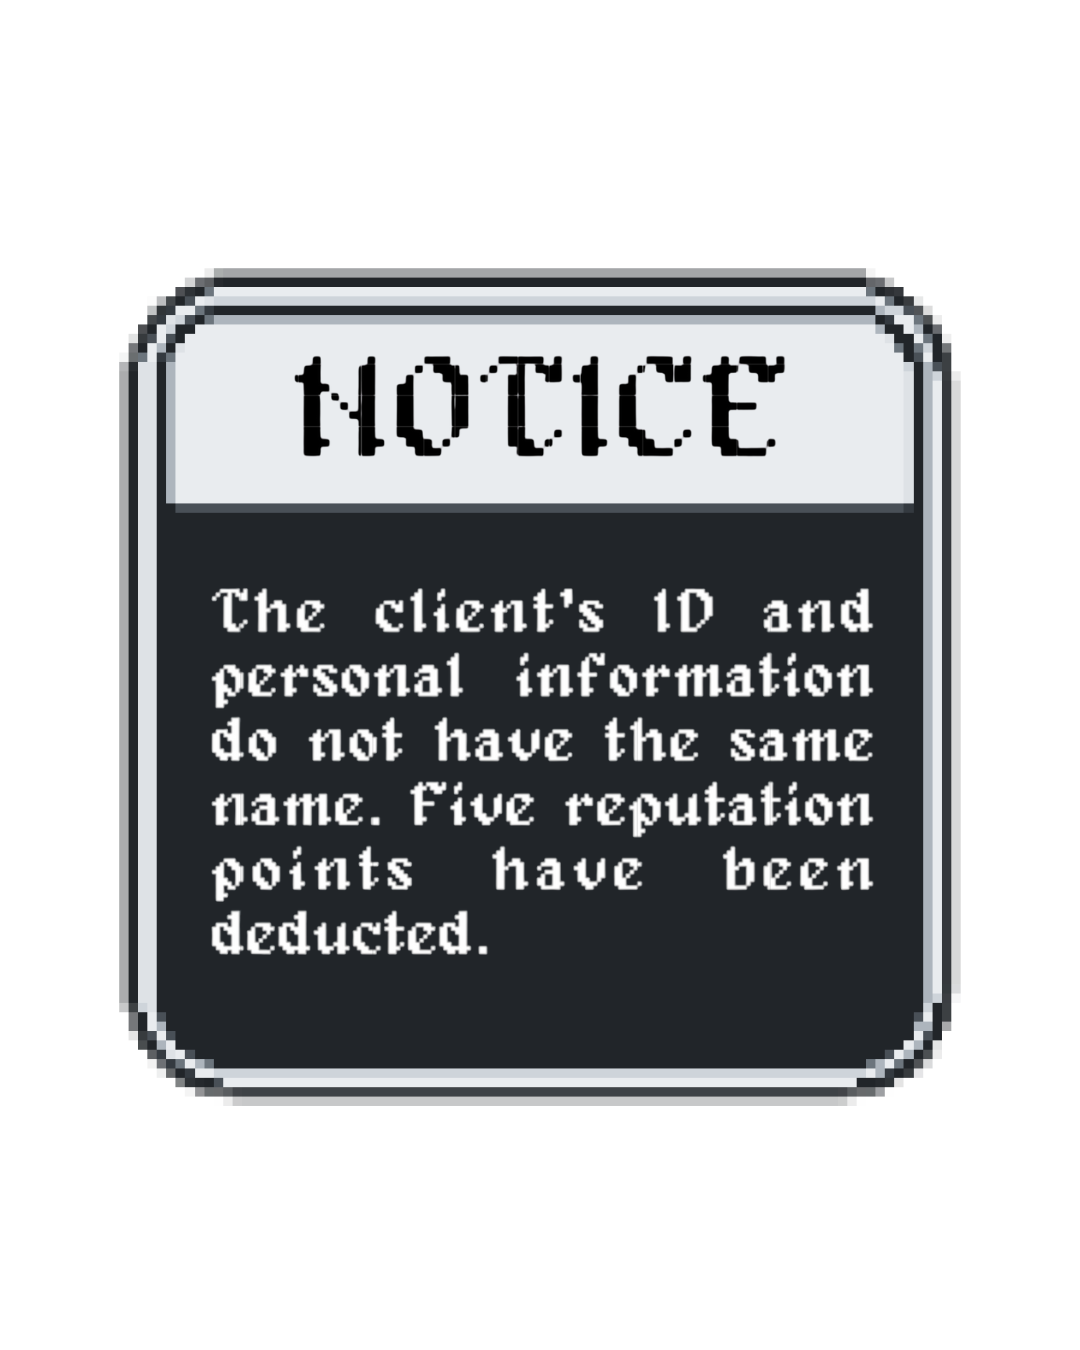 NOTICE
The client's ID and
personal information
do not have the same
name. Five reputation
points have been
deducted.